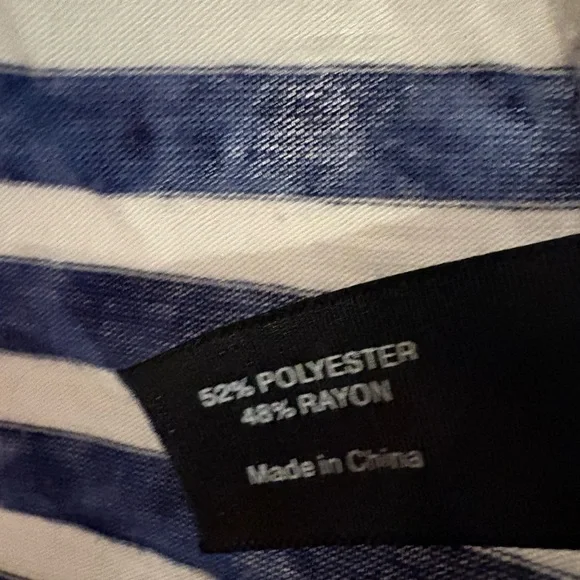 52% POLYESTER
48% RAYON
Made in China